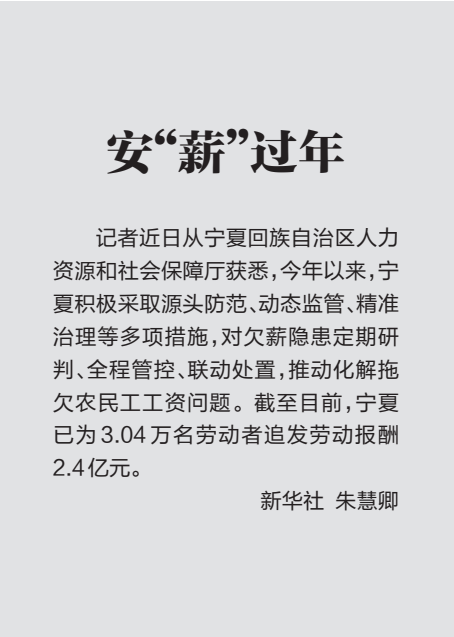 安“薪”过年
记者近日从宁夏回族自治区人力
资源和社会保障厅获悉,今年以来,宁
夏积极采取源头防范、动态监管、精准
治理等多项措施,对欠薪隐患定期研
判、全程管控、联动处置,推动化解拖
欠农民工工资问题。截至目前,宁夏
已为3.04万名劳动者追发劳动报酬
2.4亿元。
新华社 朱慧卿